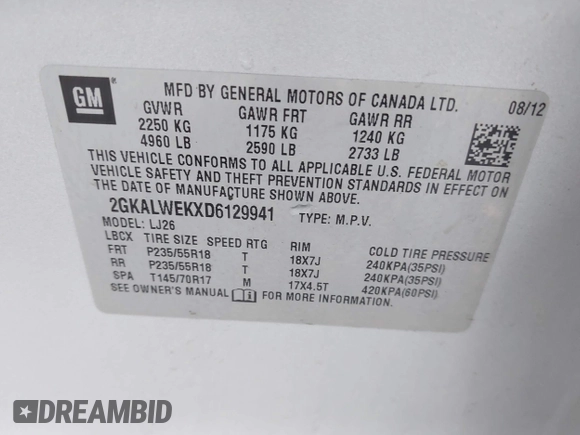 GM
MFD BY GENERAL MOTORS OF CANADA LTD. 08/12
GVWR GAWR FRT GAWR RR
2250 KG 1175 KG 1240 KG
4960 LB 2590 LB 2733 LB
THIS VEHICLE CONFORMS TO ALL APPLICABLE U.S. FEDERAL MOTOR
VEHICLE SAFETY AND THEFT PREVENTION STANDARDS IN EFFECT ON
THE DATE OF MANUFACTURE SHOWN ABOVE.
2GKALWEKXD6129941 TYPE: M.P.V.
MODEL: LJ26
LBCX TIRE SIZE SPEED RTG RIM COLD TIRE PRESSURE
FRT P235/55R18 T 18X7J 240KPA(35PSI)
RR P235/55R18 T 18X7J 240KPA(35PSI)
SPA T145/70R17 M 17X4.5T 420KPA(60PSI)
SEE OWNER'S MANUAL FOR MORE INFORMATION
DREAMBID